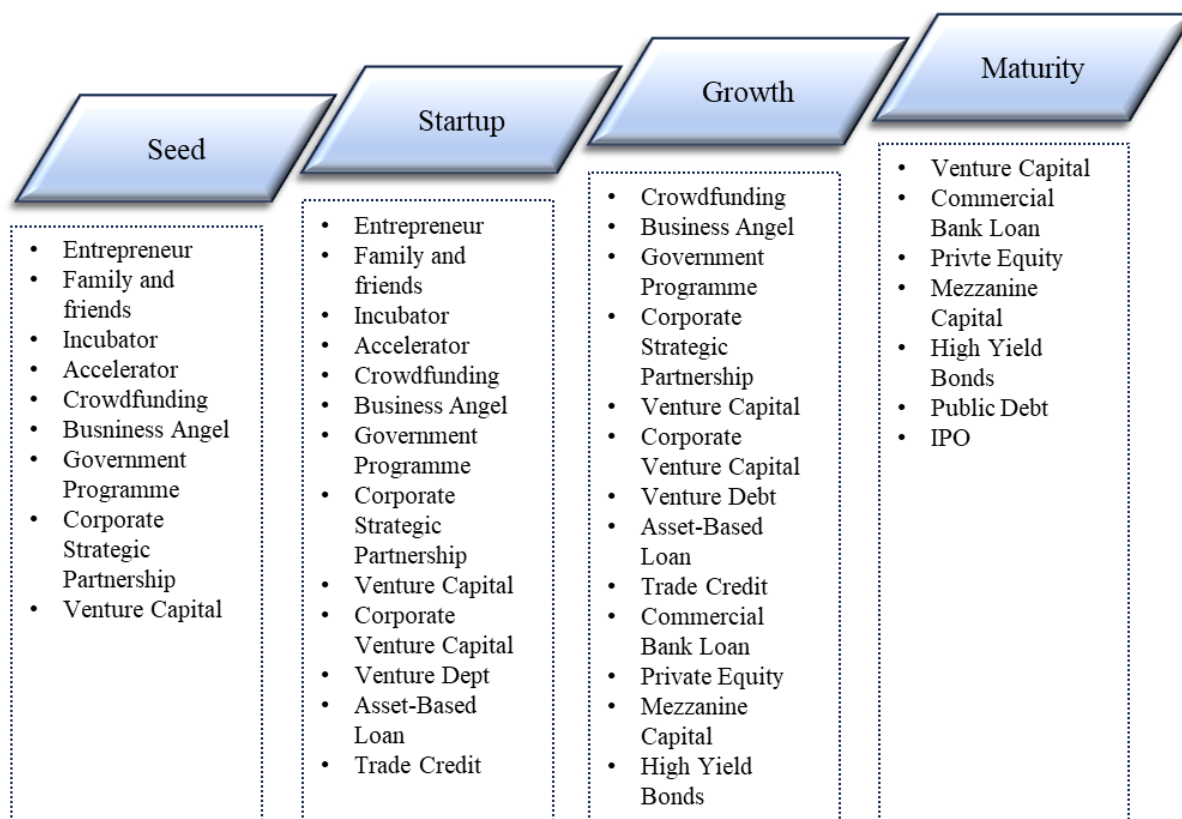 Seed
• Entrepreneur
• Family and
friends
• Incubator
• Accelerator
• Crowdfunding
• Busniness Angel
• Government
Programme
• Corporate
Strategic
Partnership
• Venture Capital
Startup
• Entrepreneur
• Family and
friends
• Incubator
• Accelerator
• Crowdfunding
• Business Angel
• Government
Programme
• Corporate
Strategic
Partnership
• Venture Capital
• Corporate
Venture Capital
• Venture Dept
• Asset-Based
Loan
• Trade Credit
Growth
• Crowdfunding
• Business Angel
• Government
Programme
• Corporate
Strategic
Partnership
• Venture Capital
• Corporate
Venture Capital
• Venture Debt
• Asset-Based
Loan
• Trade Credit
• Commercial
Bank Loan
• Private Equity
• Mezzanine
Capital
• High Yield
Bonds
Maturity
• Venture Capital
• Commercial
Bank Loan
• Privte Equity
• Mezzanine
Capital
• High Yield
Bonds
• Public Debt
• IPO